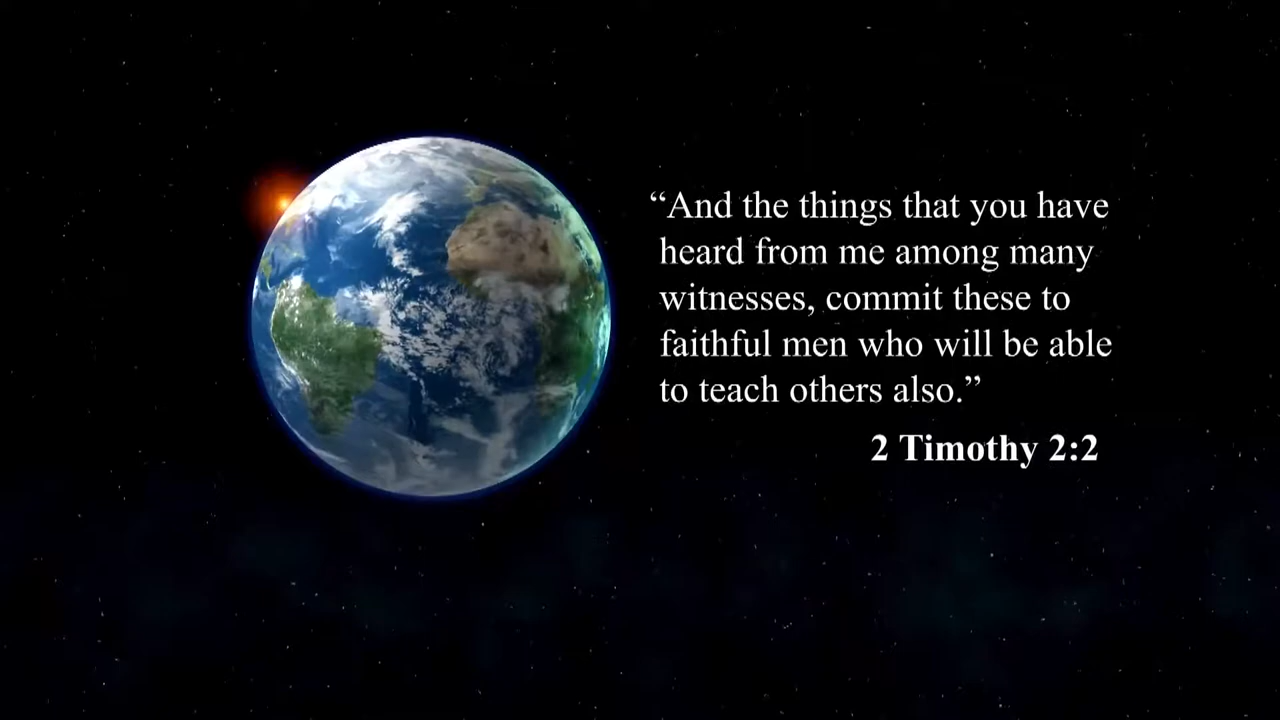 “And the things that you have
heard from me among many
witnesses, commit these to
faithful men who will be able
to teach others also.”
2 Timothy 2:2